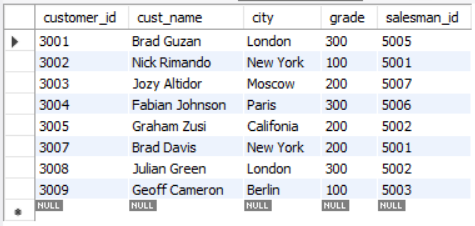 customer_id cust_name city grade salesman_id
3001 Brad Guzan London 300 5005
3002 Nick Rimando New York 100 5001
3003 Jozy Altidor Moscow 200 5007
3004 Fabian Johnson Paris 300 5006
3005 Graham Zusi Califonia 200 5002
3007 Brad Davis New York 200 5001
3008 Julian Green London 300 5002
3009 Geoff Cameron Berlin 100 5003
NULL NULL NULL NULL NULL